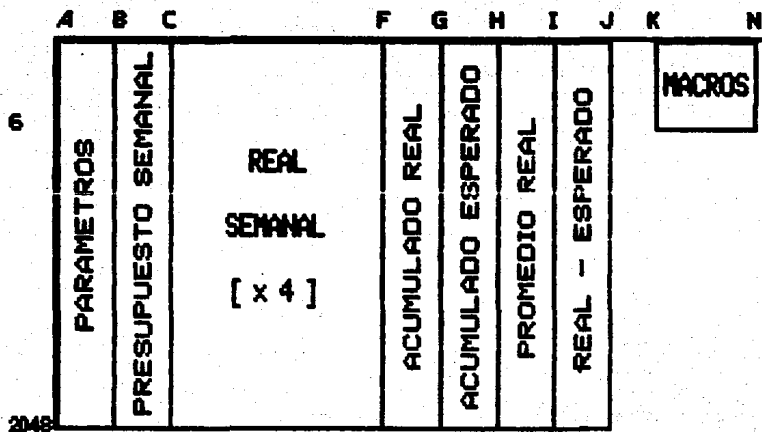 A B C F G H I J K N
MACROS
6
PARAMETROS
PRESUPUESTO SEMANAL
REAL
SEMANAL
[ x 4 ]
ACUMULADO REAL
ACUMULADO ESPERADO
PROMEDIO REAL
REAL - ESPERADO
2048